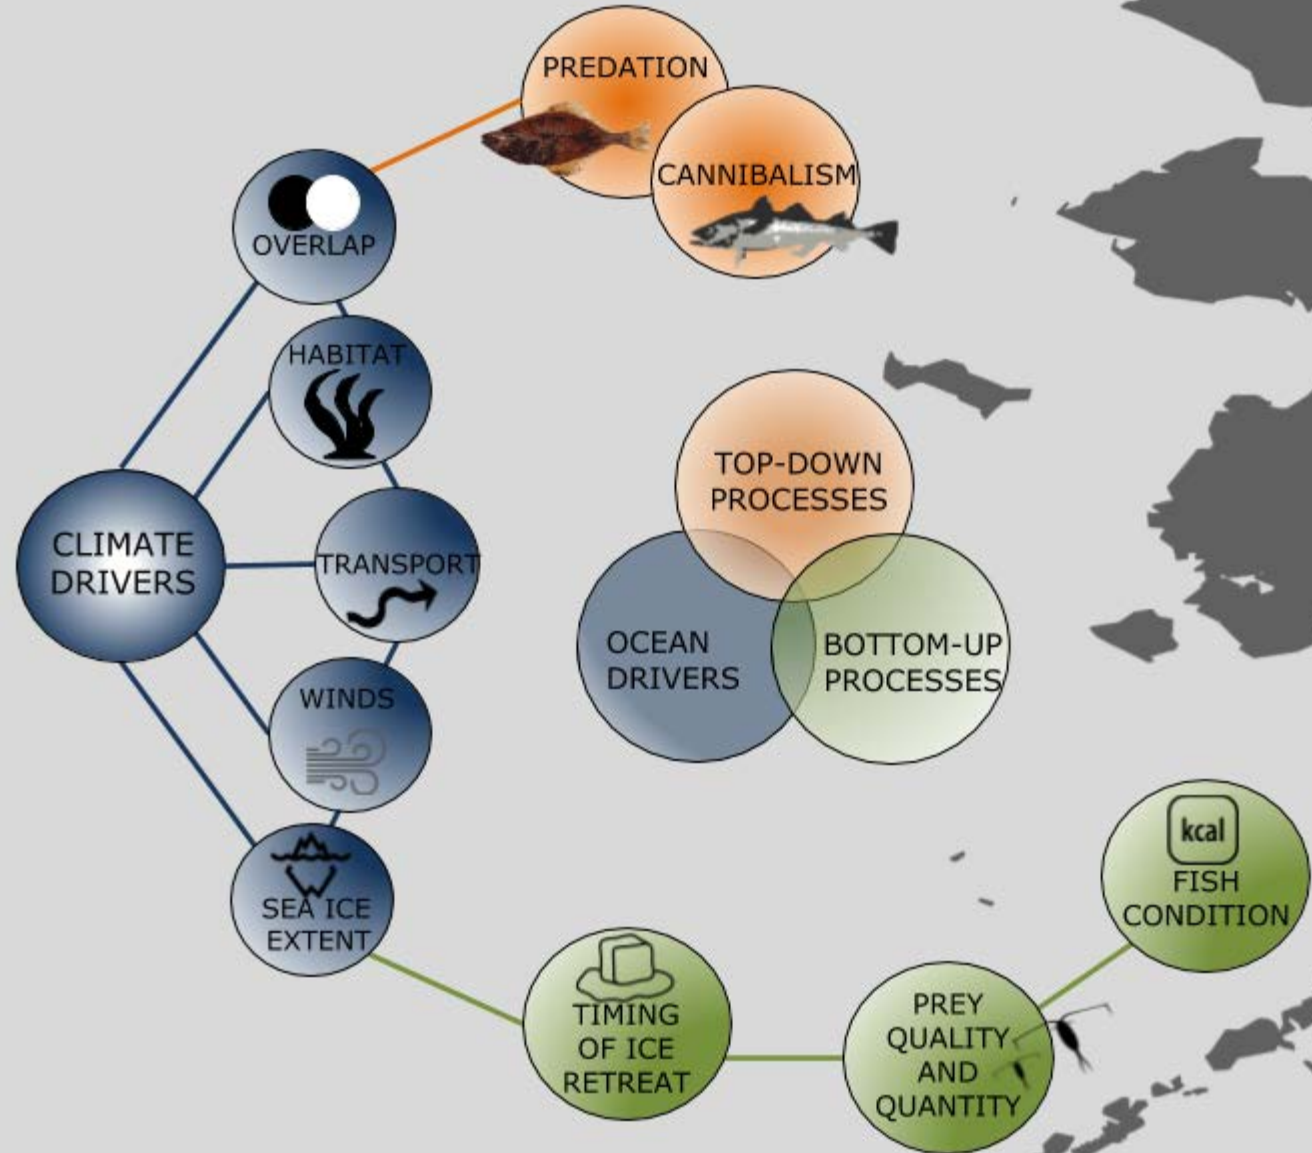 PREDATION
CANNIBALISM
OVERLAP
HABITAT
CLIMATE
DRIVERS
TRANSPORT
WINDS
SEA ICE
EXTENT
TOP-DOWN
PROCESSES
OCEAN
DRIVERS
BOTTOM-UP
PROCESSES
kcal
FISH
CONDITION
TIMING
OF ICE
RETREAT
PREY
QUALITY
AND
QUANTITY